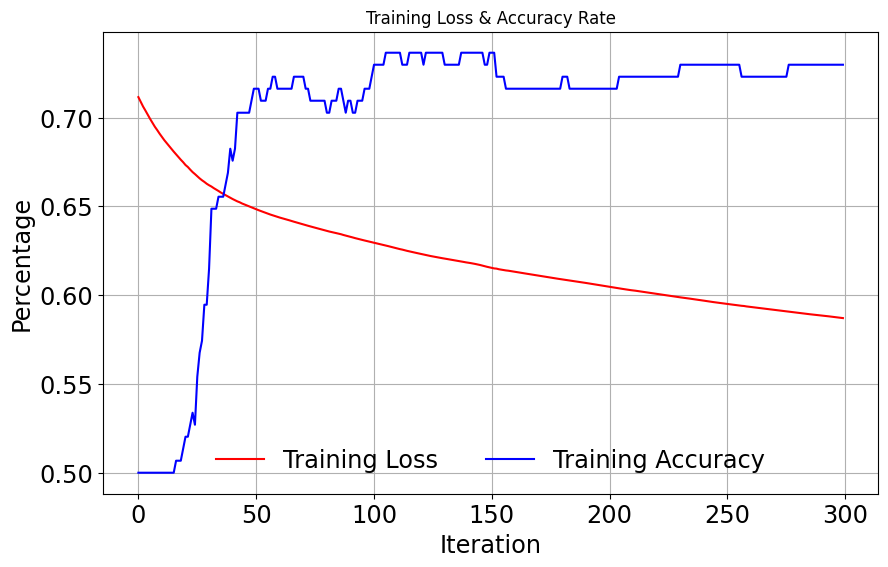 Training Loss & Accuracy Rate
Percentage
0.70
0.65
0.60
0.55
0.50
Training Loss
Training Accuracy
0 50 100 150 200 250 300
Iteration